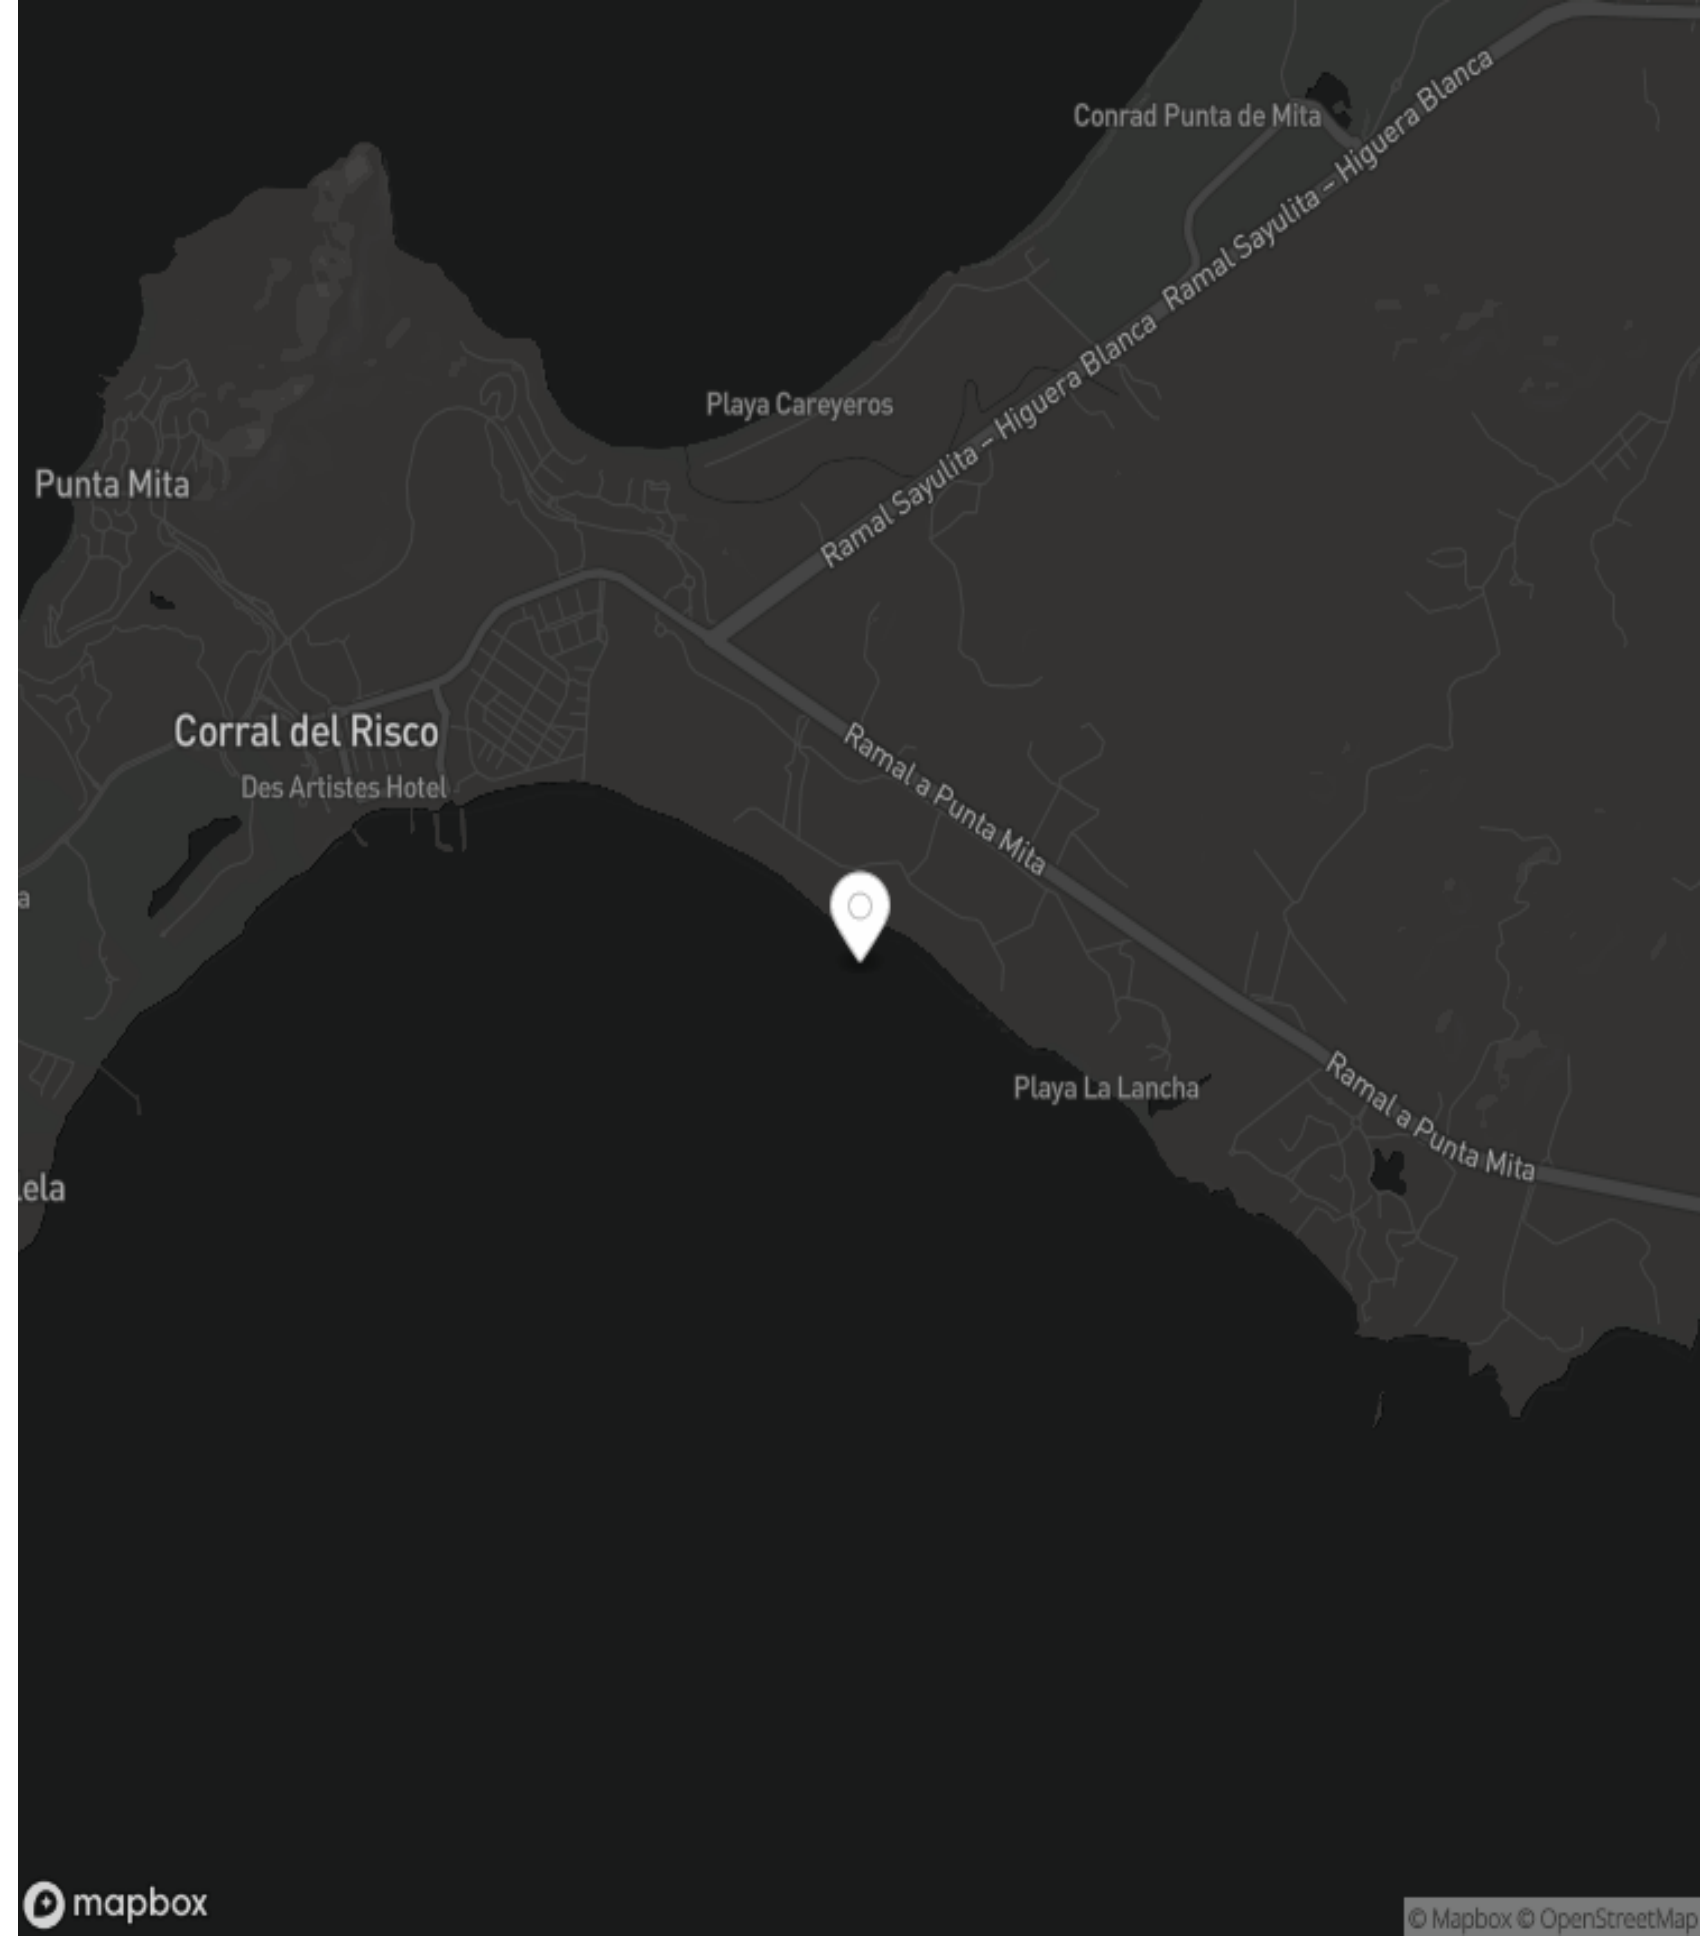 Conrad Punta de Mita
Ramal Sayulita – Higuera Blanca
Ramal Sayulita – Higuera Blanca
Playa Careyeros
Punta Mita
Corral del Risco
Des Artistes Hotel
Ramal a Punta Mita
a
Playa La Lancha
Ramal a Punta Mita
lela
mapbox
© Mapbox © OpenStreetMap